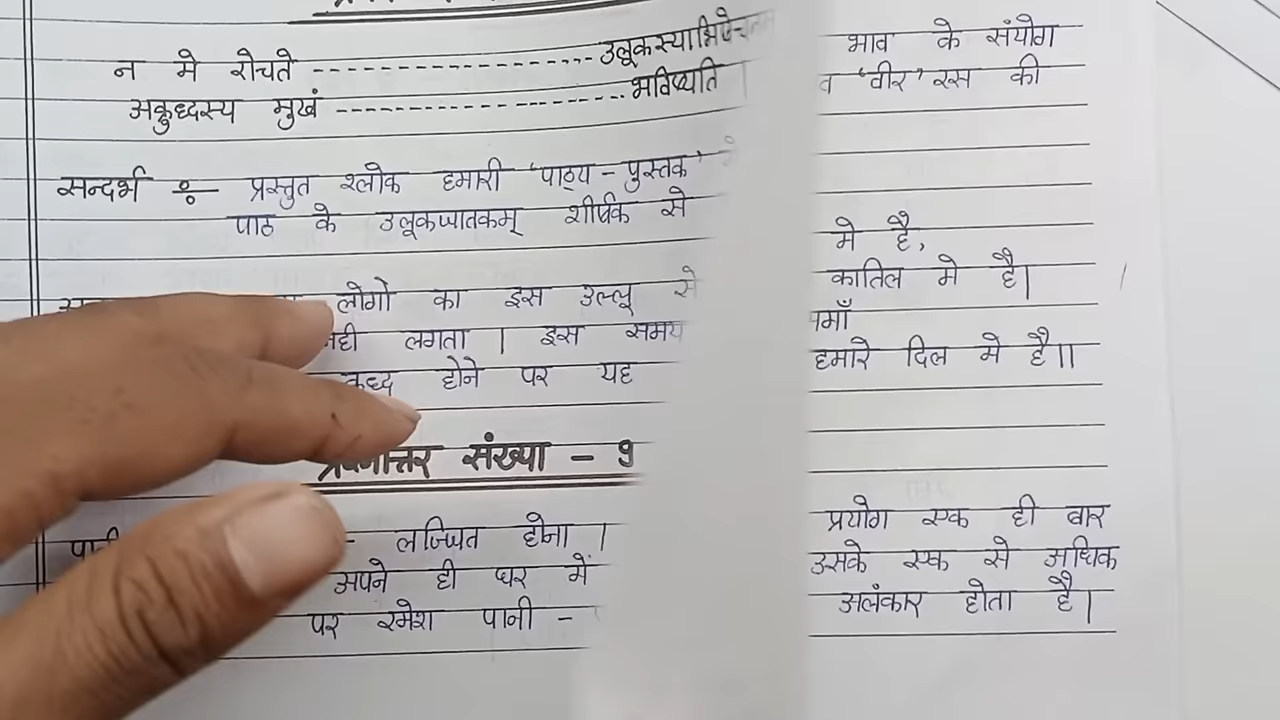 न मे रोचते ------------------- उलूकस्याभिषेचनम
अक्रुध्दस्य मुखं -------------------- भविष्यति |
सन्दर्भ ÷ प्रस्तुत श्लोक हमारी 'पाठ्य - पुस्तक'
पाठ के उलूकजातकम् शीर्षक से
लोगों का इस उल्लू से
नही लगता | इस समय
क्रुध्द होने पर यह
प्रश्नोत्तर संख्या - 9
- लज्जित होना |
अपने ही घर में
पर रमेश पानी -
भाव के संयोग
'वीर' रस की
मे है,
कातिल मे है|
हमारे दिल मे है||
प्रयोग एक ही बार
उसके एक से अधिक
अलंकार होता है|